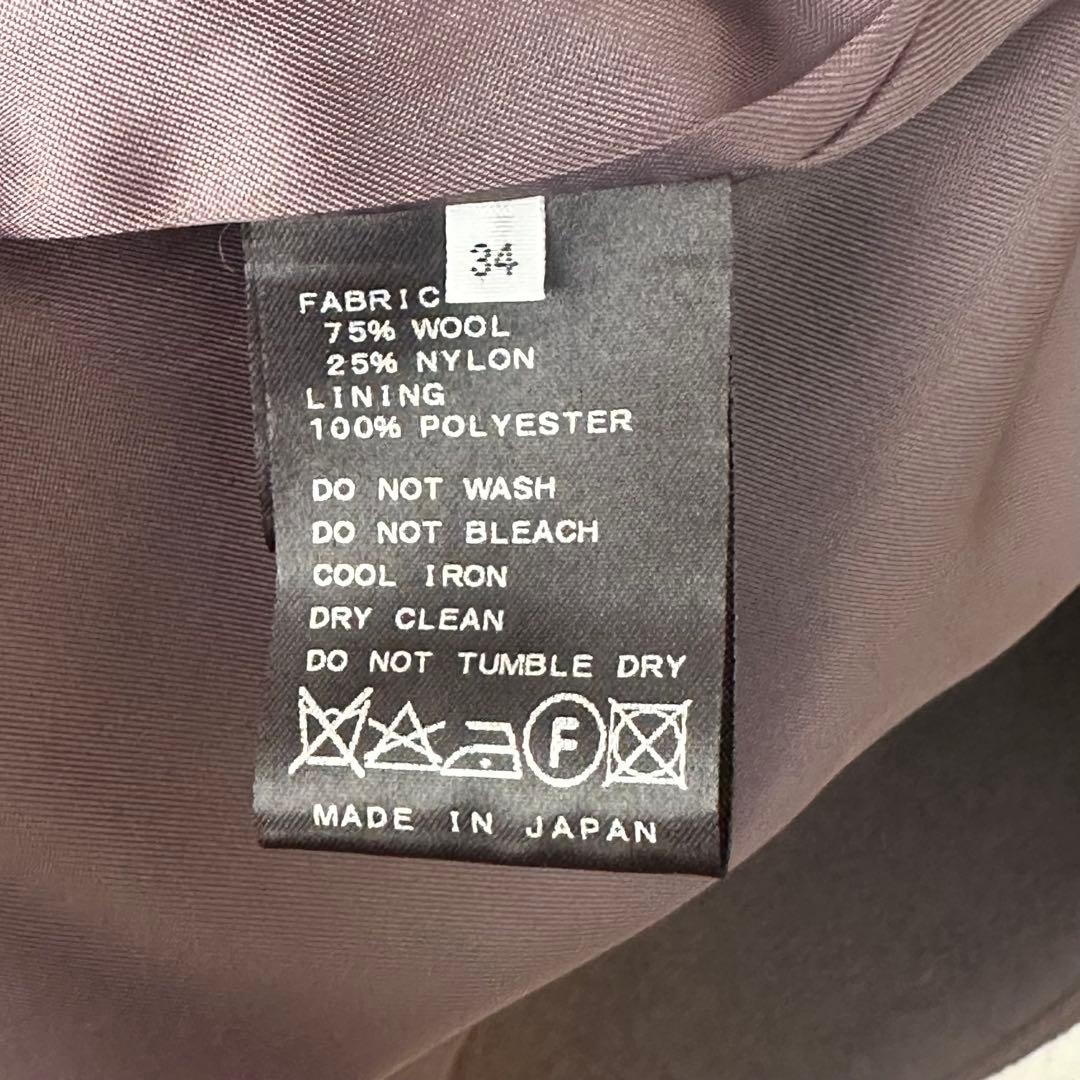 34
FABRIC
75% WOOL
25% NYLON
LINING
100% POLYESTER
DO NOT WASH
DO NOT BLEACH
COOL IRON
DRY CLEAN
DO NOT TUMBLE DRY
F
MADE IN JAPAN